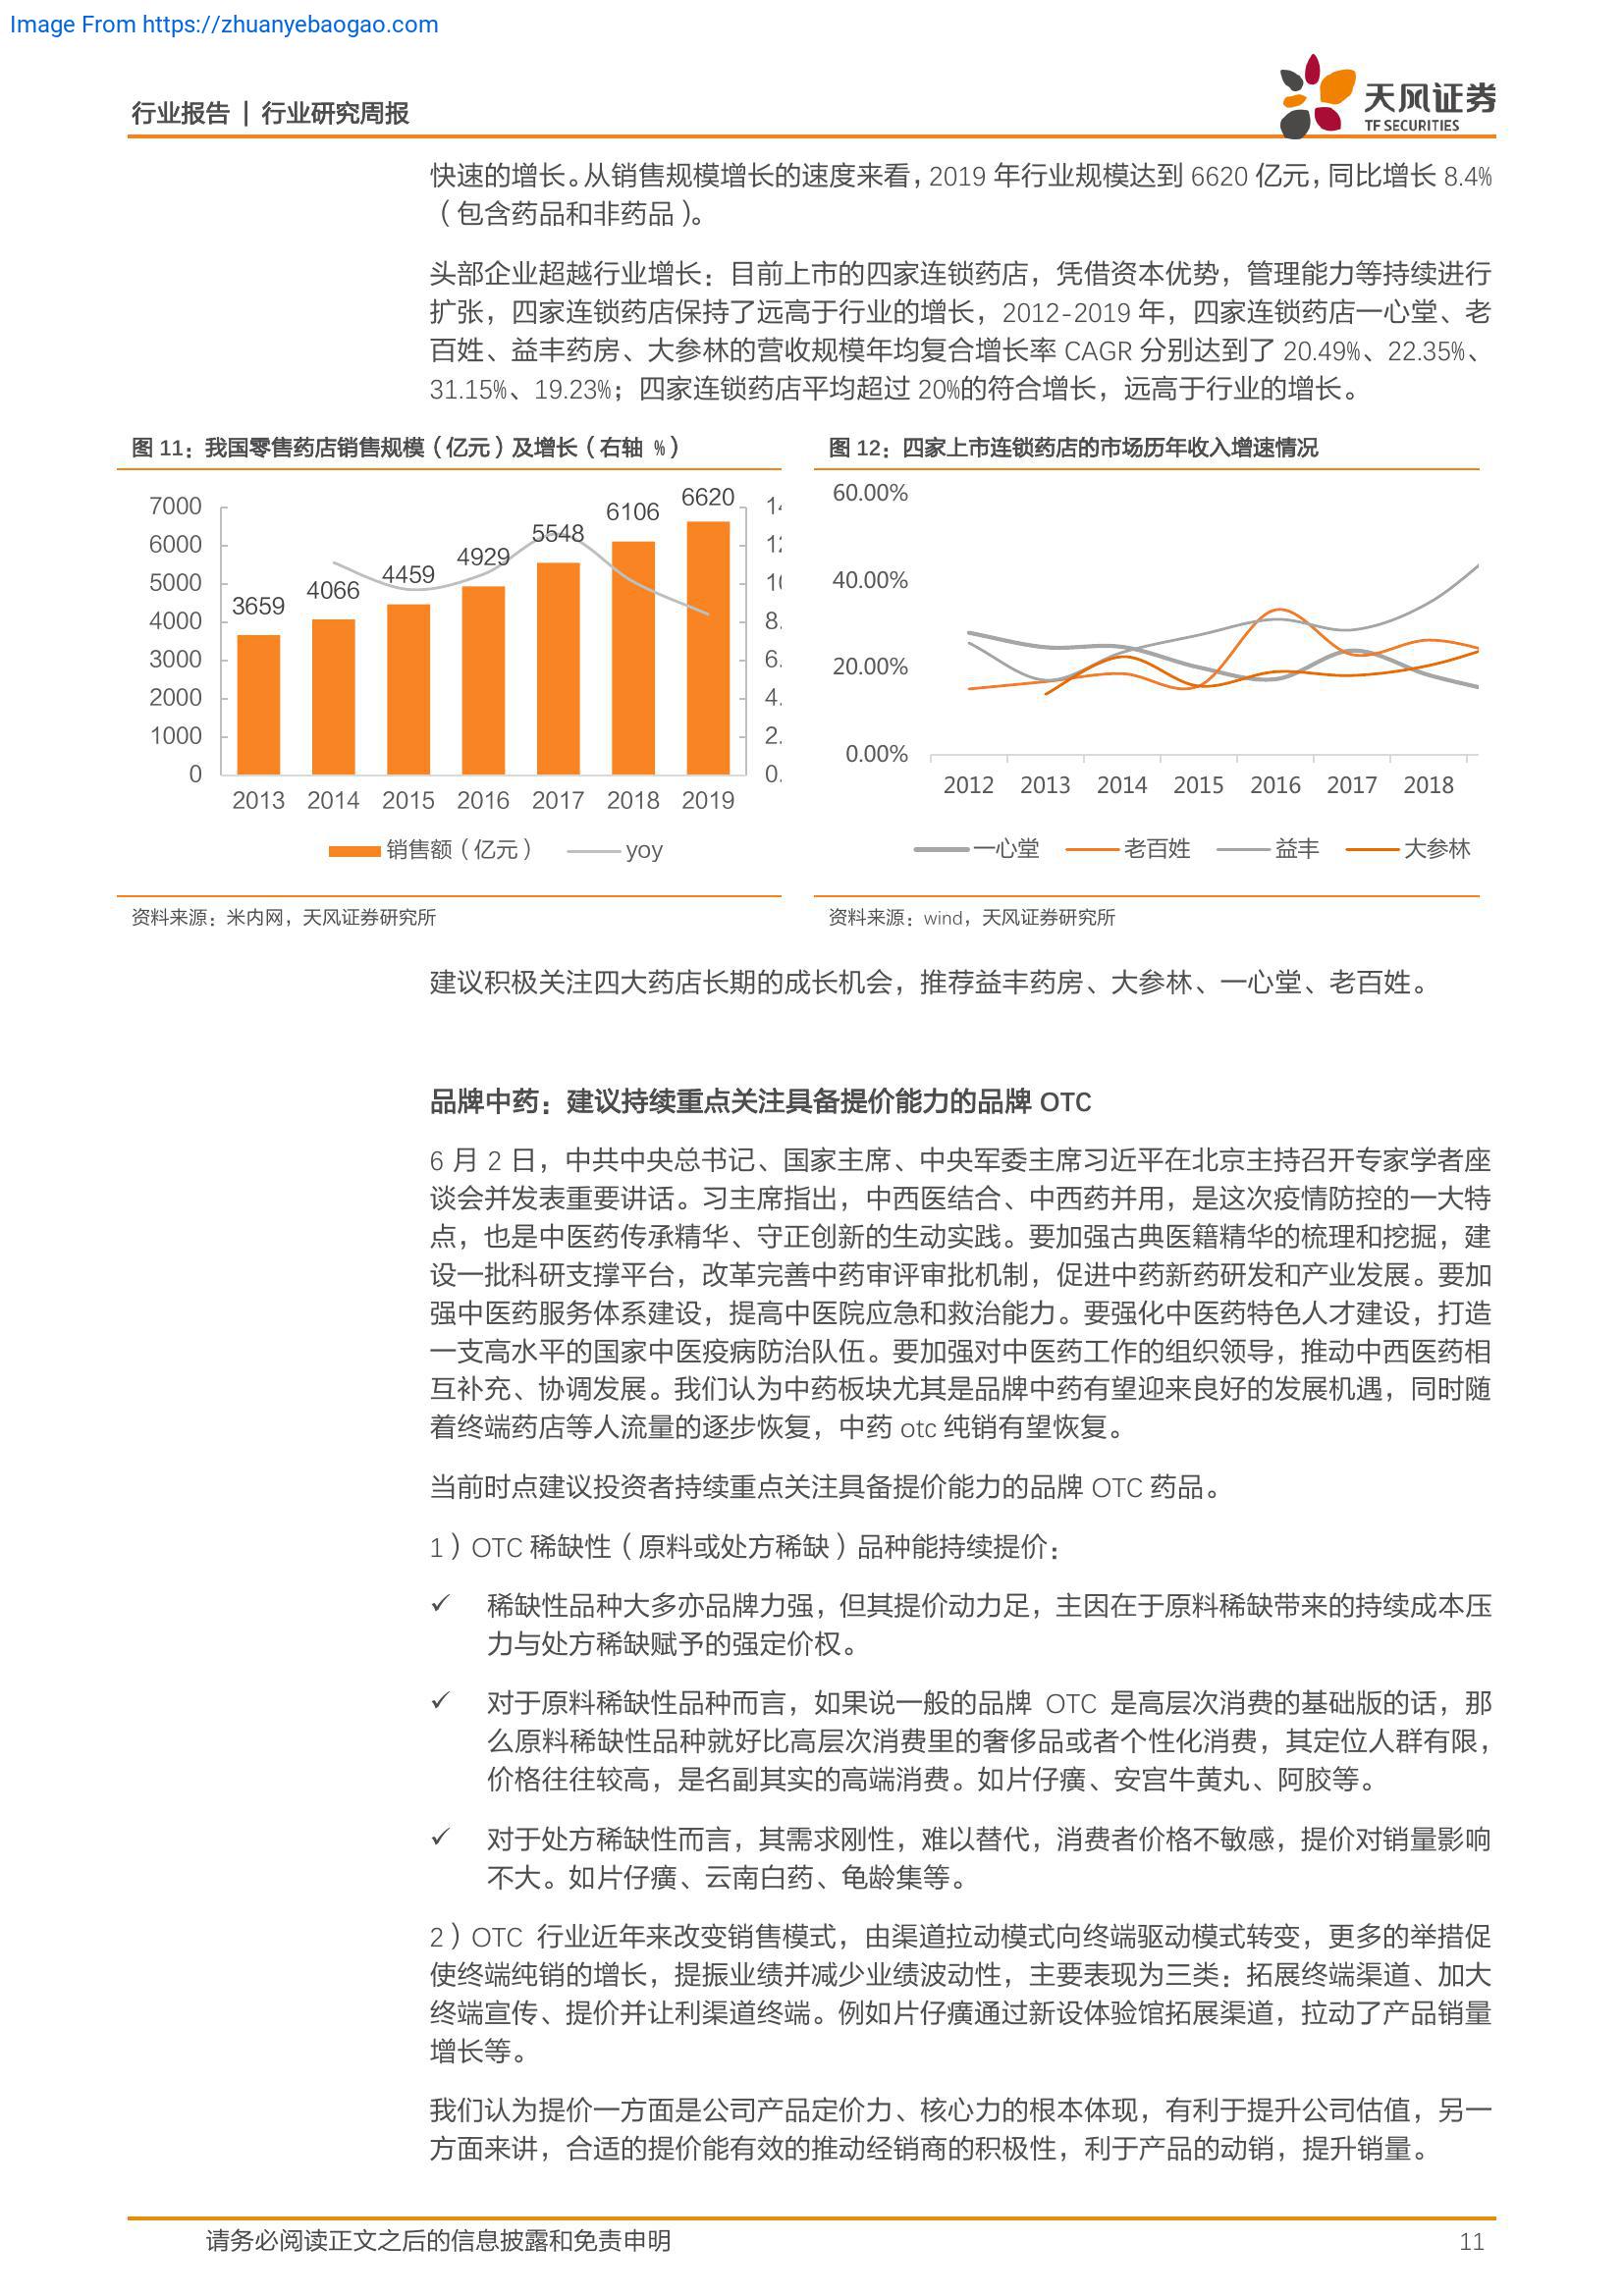 Image From https://zhuanyebaogao.com
行业报告 | 行业研究周报
天风证券
TF SECURITIES
快速的增长。从销售规模增长的速度来看，2019 年行业规模达到 6620 亿元，同比增长 8.4%
（包含药品和非药品）。
头部企业超越行业增长：目前上市的四家连锁药店，凭借资本优势，管理能力等持续进行
扩张，四家连锁药店保持了远高于行业的增长，2012-2019 年，四家连锁药店一心堂、老
百姓、益丰药房、大参林的营收规模年均复合增长率 CAGR 分别达到了 20.49%、22.35%、
31.15%、19.23%；四家连锁药店平均超过 20%的符合增长，远高于行业的增长。
图 11：我国零售药店销售规模（亿元）及增长（右轴 %）
7000
6000
5000
4000
3000
2000
1000
0
3659
4066
4459
4929
5548
6106
6620
8.
6.
4.
2.
0.
2013 2014 2015 2016 2017 2018 2019
销售额（亿元） yoy
资料来源：米内网，天风证券研究所
图 12：四家上市连锁药店的市场历年收入增速情况
60.00%
40.00%
20.00%
0.00%
2012 2013 2014 2015 2016 2017 2018
一心堂 老百姓 益丰 大参林
资料来源：wind，天风证券研究所
建议积极关注四大药店长期的成长机会，推荐益丰药房、大参林、一心堂、老百姓。
品牌中药：建议持续重点关注具备提价能力的品牌 OTC
6 月 2 日，中共中央总书记、国家主席、中央军委主席习近平在北京主持召开专家学者座
谈会并发表重要讲话。习主席指出，中西医结合、中西药并用，是这次疫情防控的一大特
点，也是中医药传承精华、守正创新的生动实践。要加强古典医籍精华的梳理和挖掘，建
设一批科研支撑平台，改革完善中药审评审批机制，促进中药新药研发和产业发展。要加
强中医药服务体系建设，提高中医院应急和救治能力。要强化中医药特色人才建设，打造
一支高水平的国家中医疫病防治队伍。要加强对中医药工作的组织领导，推动中西医药相
互补充、协调发展。我们认为中药板块尤其是品牌中药有望迎来良好的发展机遇，同时随
着终端药店等人流量的逐步恢复，中药 otc 纯销有望恢复。
当前时点建议投资者持续重点关注具备提价能力的品牌 OTC 药品。
1）OTC 稀缺性（原料或处方稀缺）品种能持续提价：
✓ 稀缺性品种大多亦品牌力强，但其提价动力足，主因在于原料稀缺带来的持续成本压
力与处方稀缺赋予的强定价权。
✓ 对于原料稀缺性品种而言，如果说一般的品牌 OTC 是高层次消费的基础版的话，那
么原料稀缺性品种就好比高层次消费里的奢侈品或者个性化消费，其定位人群有限，
价格往往较高，是名副其实的高端消费。如片仔癀、安宫牛黄丸、阿胶等。
✓ 对于处方稀缺性而言，其需求刚性，难以替代，消费者价格不敏感，提价对销量影响
不大。如片仔癀、云南白药、龟龄集等。
2）OTC 行业近年来改变销售模式，由渠道拉动模式向终端驱动模式转变，更多的举措促
使终端纯销的增长，提振业绩并减少业绩波动性，主要表现为三类：拓展终端渠道、加大
终端宣传、提价并让利渠道终端。例如片仔癀通过新设体验馆拓展渠道，拉动了产品销量
增长等。
我们认为提价一方面是公司产品定价力、核心力的根本体现，有利于提升公司估值，另一
方面来讲，合适的提价能有效的推动经销商的积极性，利于产品的动销，提升销量。
请务必阅读正文之后的信息披露和免责申明
11